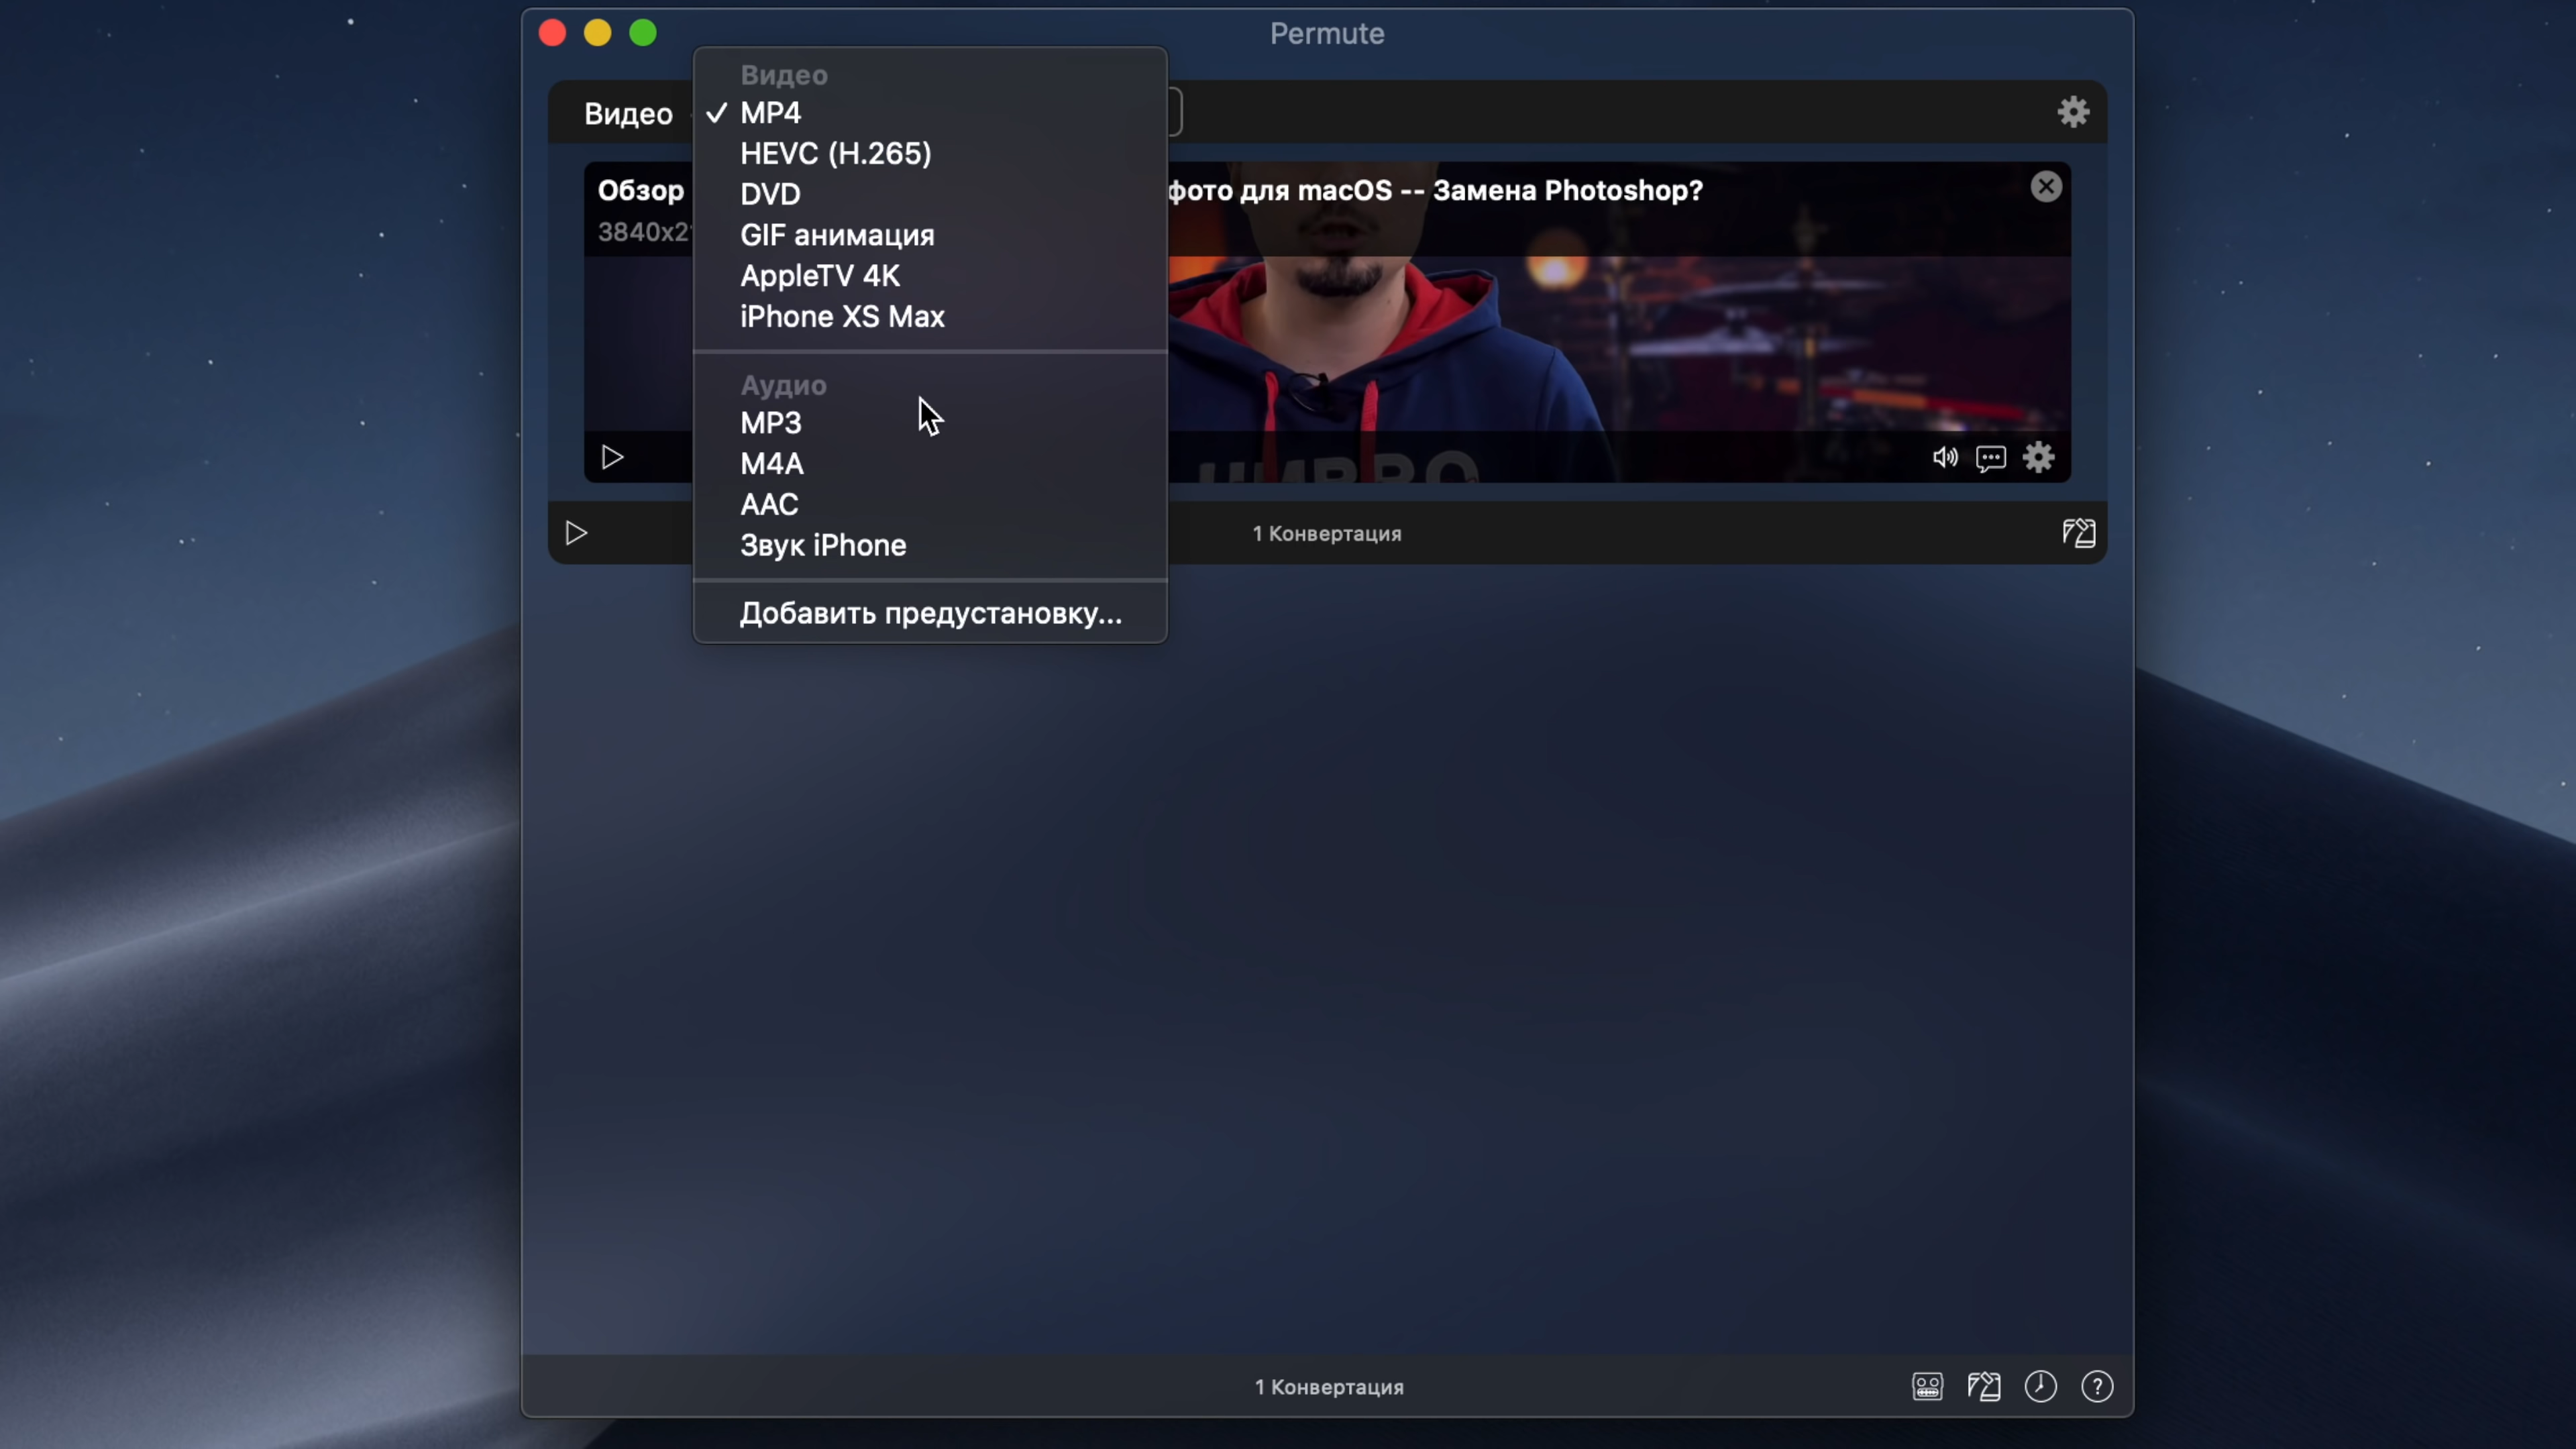 Permute
Видео
Видео
MP4
HEVC (H.265)
DVD
GIF анимация
AppleTV 4K
iPhone XS Max
Аудио
MP3
M4A
AAC
Звук iPhone
Добавить предустановку...
Обзор
фото для macOS -- Замена Photoshop?
1 Конвертация
1 Конвертация